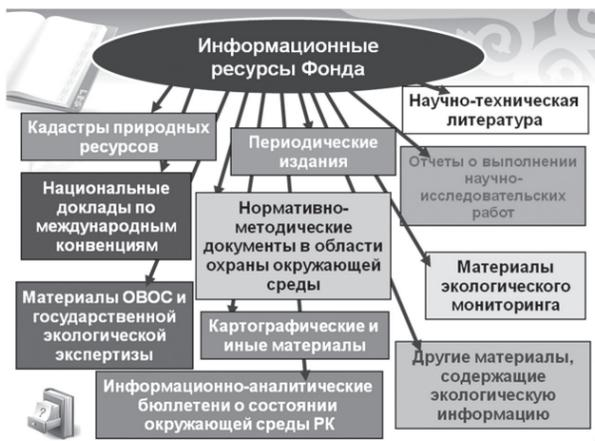 Информационные
ресурсы Фонда
Научно-техническая
литература
Кадастры природных
ресурсов
Периодические
издания
Отчеты о выполнении
научно-
исследовательских
работ
Национальные
доклады по
международным
конвенциям
Нормативно-
методические
документы в области
охраны окружающей
среды
Материалы
экологического
мониторинга
Материалы ОВОС и
государственной
экологической
экспертизы
Картографические и
иные материалы
Другие материалы,
содержащие
экологическую
информацию
Информационно-аналитические
бюллетени о состоянии
окружающей среды РК